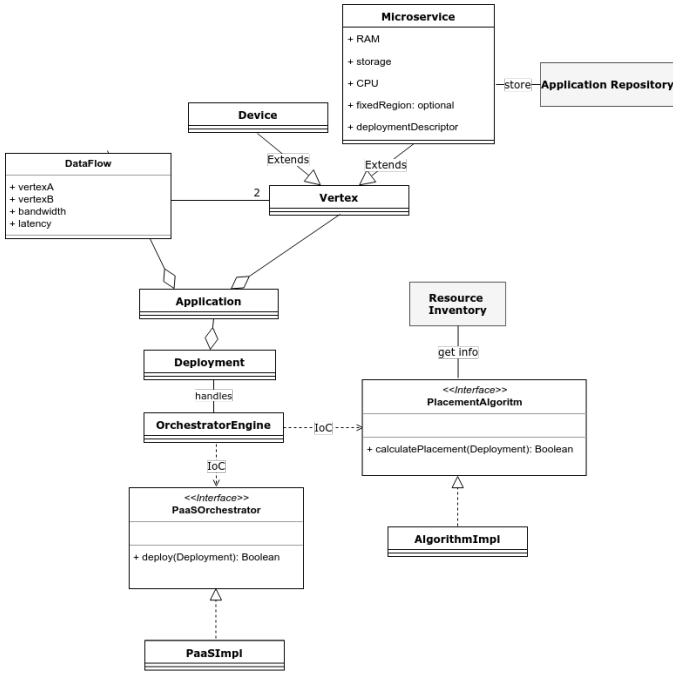 Microservice
+ RAM
+ storage
+ CPU
+ fixedRegion: optional
+ deploymentDescriptor
store
Application Repository
Device
Extends
Extends
DataFlow
+ vertexA
+ vertexB
+ bandwidth
+ latency
2
Vertex
Application
Resource
Inventory
get info
Deployment
handles
OrchestratorEngine
IoC
<<Interface>>
PlacementAlgoritm
+ calculatePlacement(Deployment): Boolean
IoC
<<Interface>>
PaaSOrchestrator
+ deploy(Deployment): Boolean
AlgorithmImpl
PaaSImpl